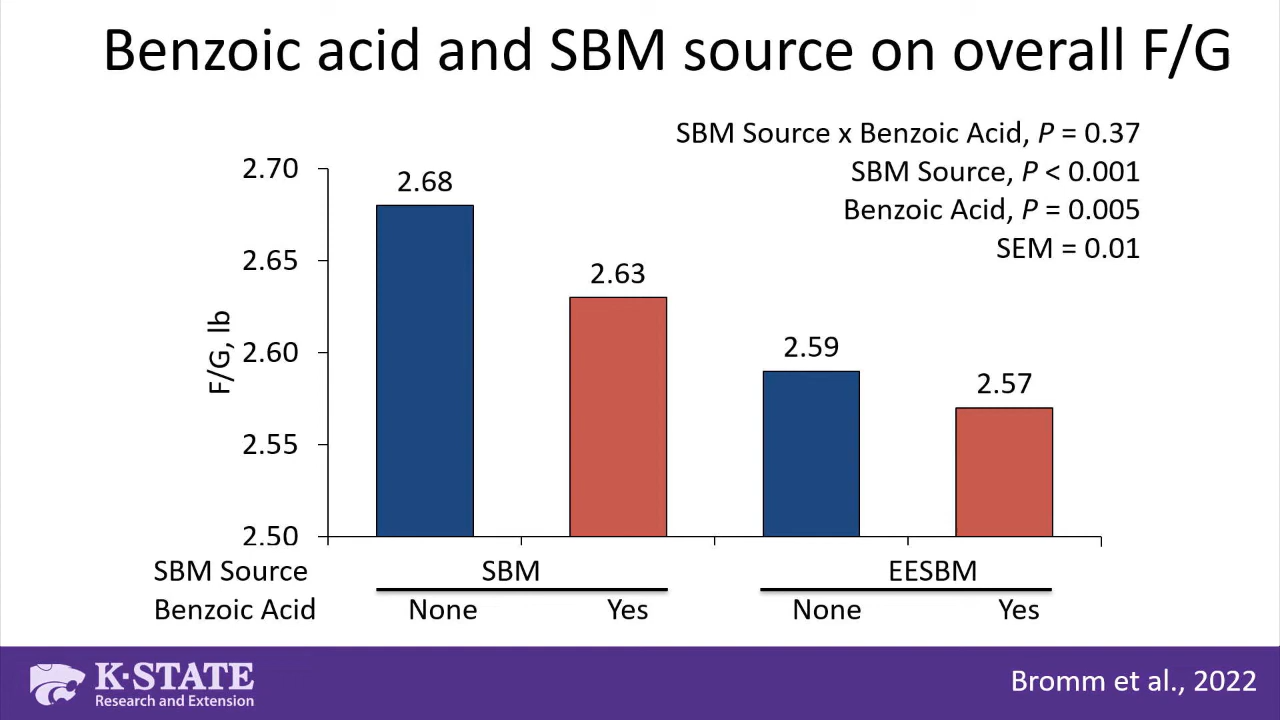 Benzoic acid and SBM source on overall F/G
SBM Source x Benzoic Acid, P = 0.37
SBM Source, P < 0.001
Benzoic Acid, P = 0.005
SEM = 0.01
F/G, lb
2.70
2.65
2.60
2.55
2.50
2.68
2.63
2.59
2.57
SBM Source SBM EESBM
Benzoic Acid None Yes None Yes
K-STATE
Research and Extension
Bromm et al., 2022